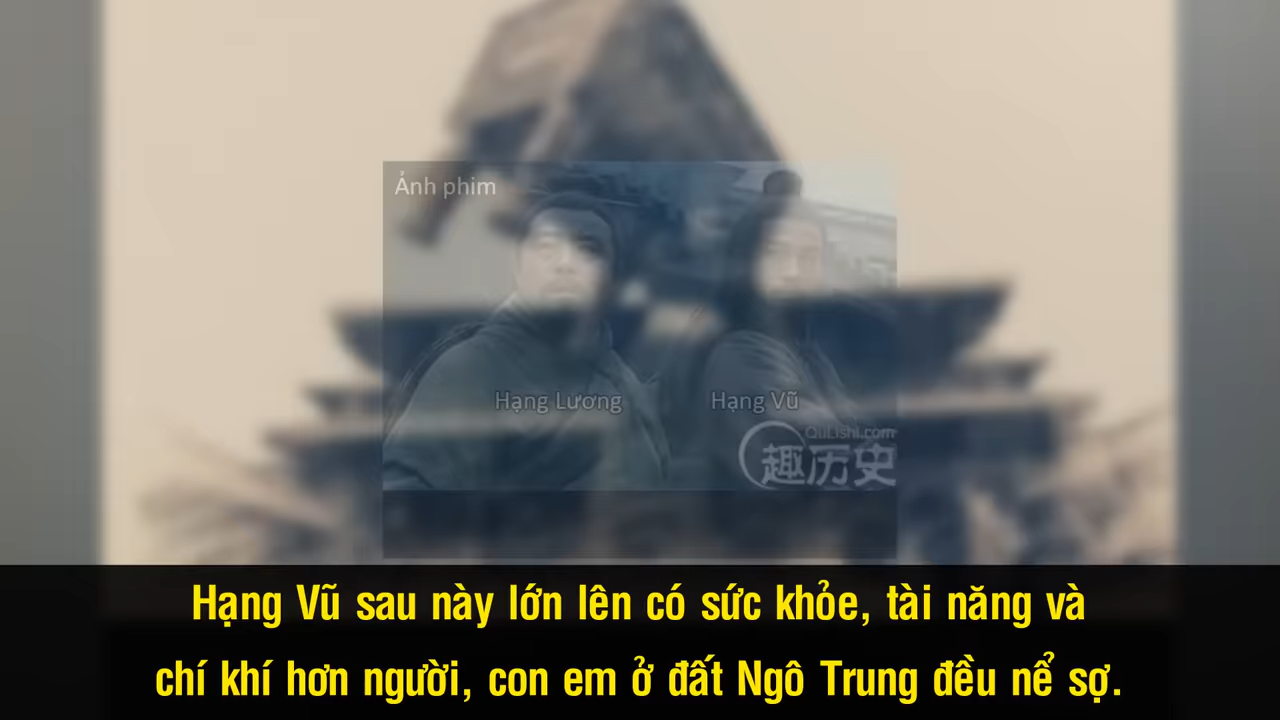 Ảnh phim
Hạng Lương
Hạng Vũ
QuLishi.com
趣历史
Hạng Vũ sau này lớn lên có sức khỏe, tài năng và
chí khí hơn người, con em ở đất Ngô Trung đều nể sợ.